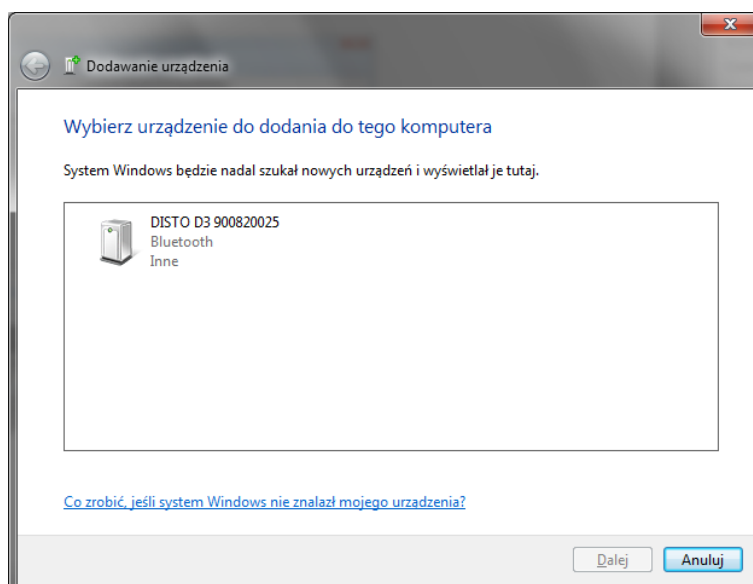 Dodawanie urządzenia
Wybierz urządzenie do dodania do tego komputera
System Windows będzie nadal szukał nowych urządzeń i wyświetlał je tutaj.
DISTO D3 900820025
Bluetooth
Inne
Co zrobić, jeśli system Windows nie znalazł mojego urządzenia?
Dalej
Anuluj